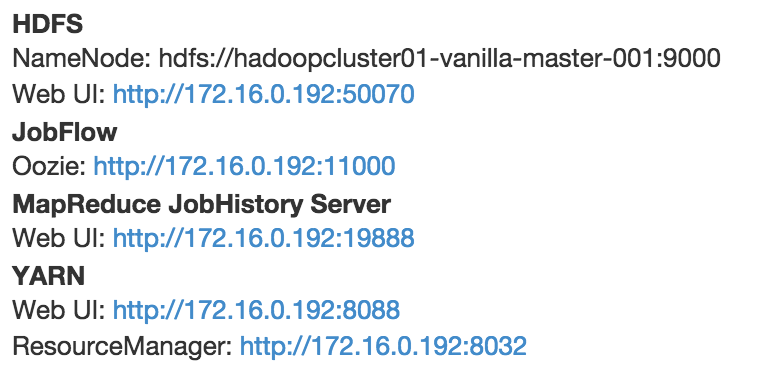 HDFS
NameNode: hdfs://hadoopcluster01-vanilla-master-001:9000
Web UI: http://172.16.0.192:50070
JobFlow
Oozie: http://172.16.0.192:11000
MapReduce JobHistory Server
Web UI: http://172.16.0.192:19888
YARN
Web UI: http://172.16.0.192:8088
ResourceManager: http://172.16.0.192:8032